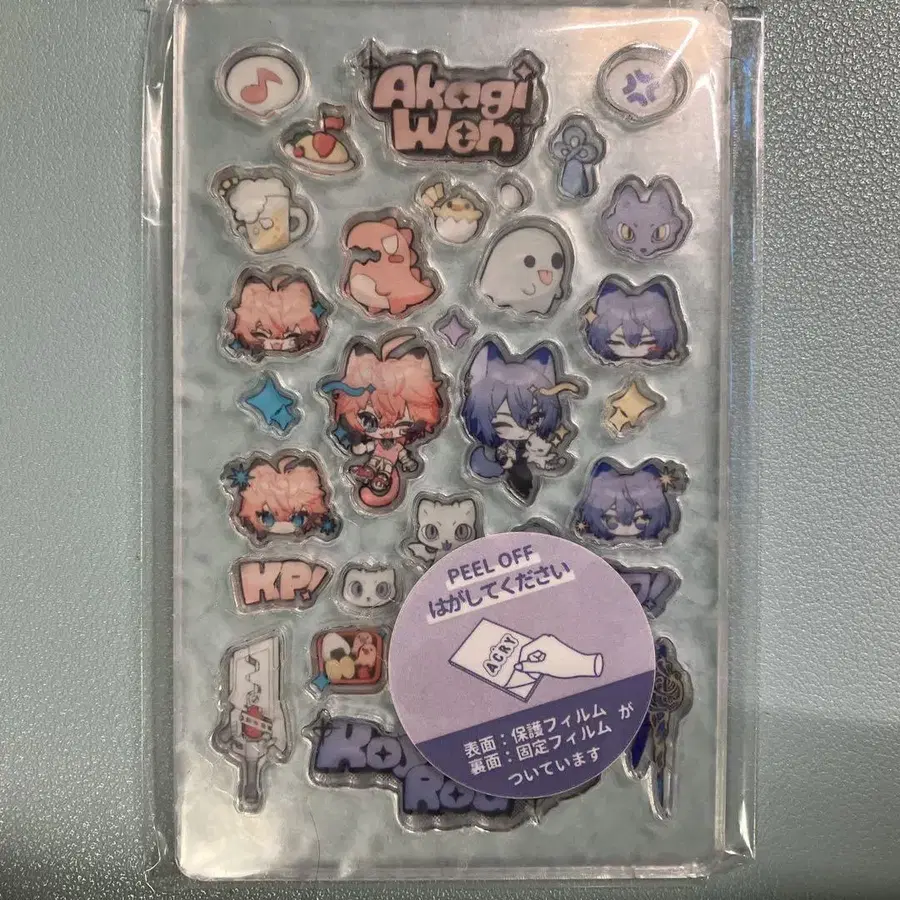 Akagi
Wen
PEEL OFF
はがしてください
ACRY
KP!
表面：保護フィルム が
裏面：固定フィルム
ついています